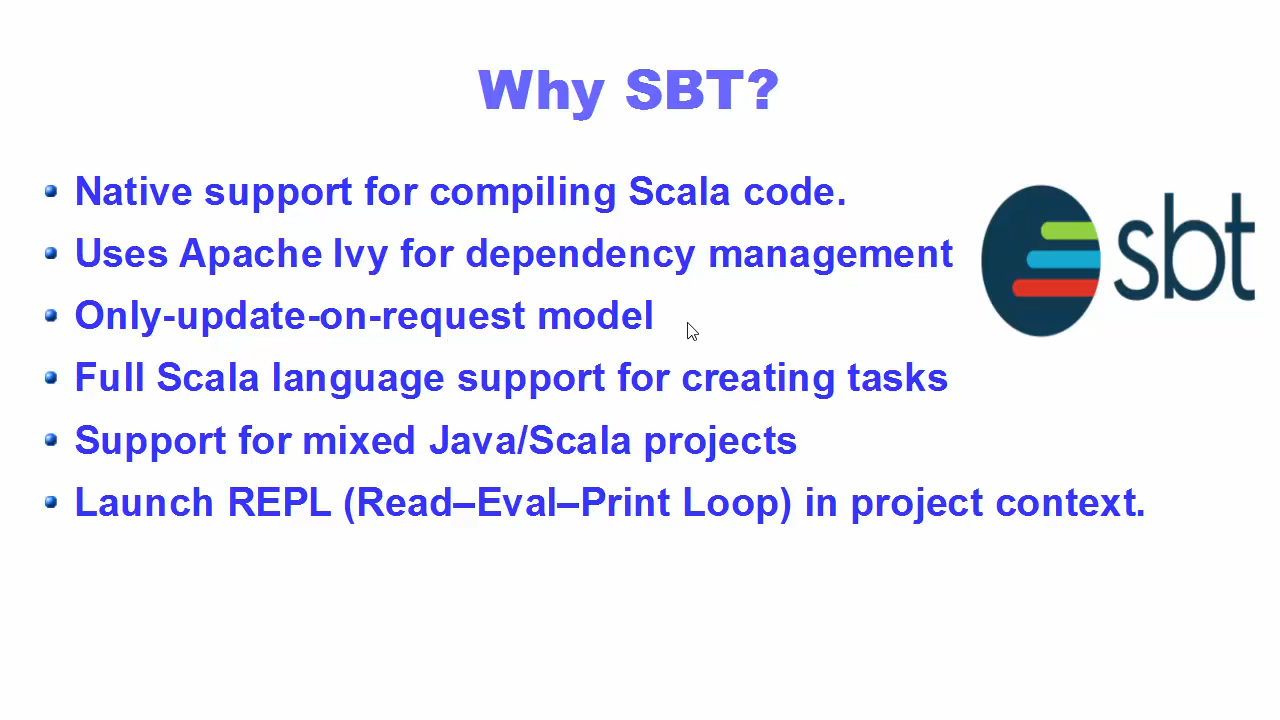 Why SBT?
Native support for compiling Scala code.
Uses Apache Ivy for dependency management
Only-update-on-request model
Full Scala language support for creating tasks
Support for mixed Java/Scala projects
Launch REPL (Read–Eval–Print Loop) in project context.
sbt